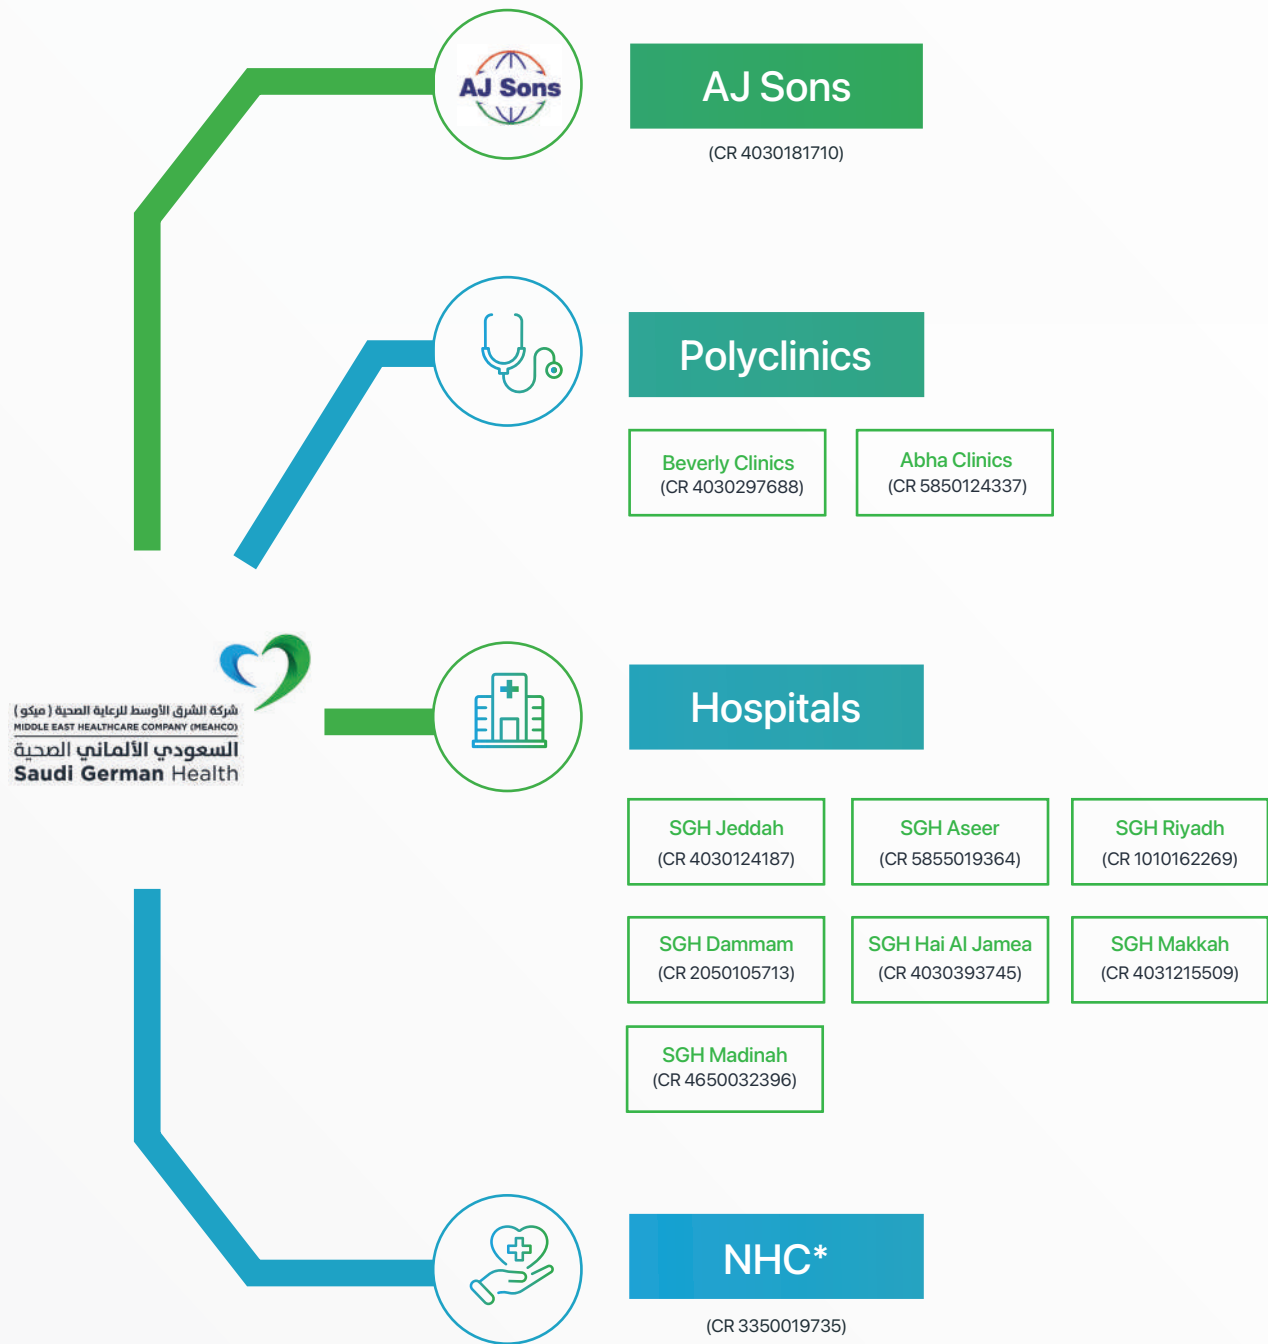 AJ Sons
AJ Sons
(CR 4030181710)
Polyclinics
Beverly Clinics
(CR 4030297688)
Abha Clinics
(CR 5850124337)
شركة الشرق الأوسط للرعاية الصحية ( ميكو )
MIDDLE EAST HEALTHCARE COMPANY (MEAHCO)
السعودي الألماني الصحية
Saudi German Health
Hospitals
SGH Jeddah
(CR 4030124187)
SGH Aseer
(CR 5855019364)
SGH Riyadh
(CR 1010162269)
SGH Dammam
(CR 2050105713)
SGH Hai Al Jamea
(CR 4030393745)
SGH Makkah
(CR 4031215509)
SGH Madinah
(CR 4650032396)
NHC*
(CR 3350019735)